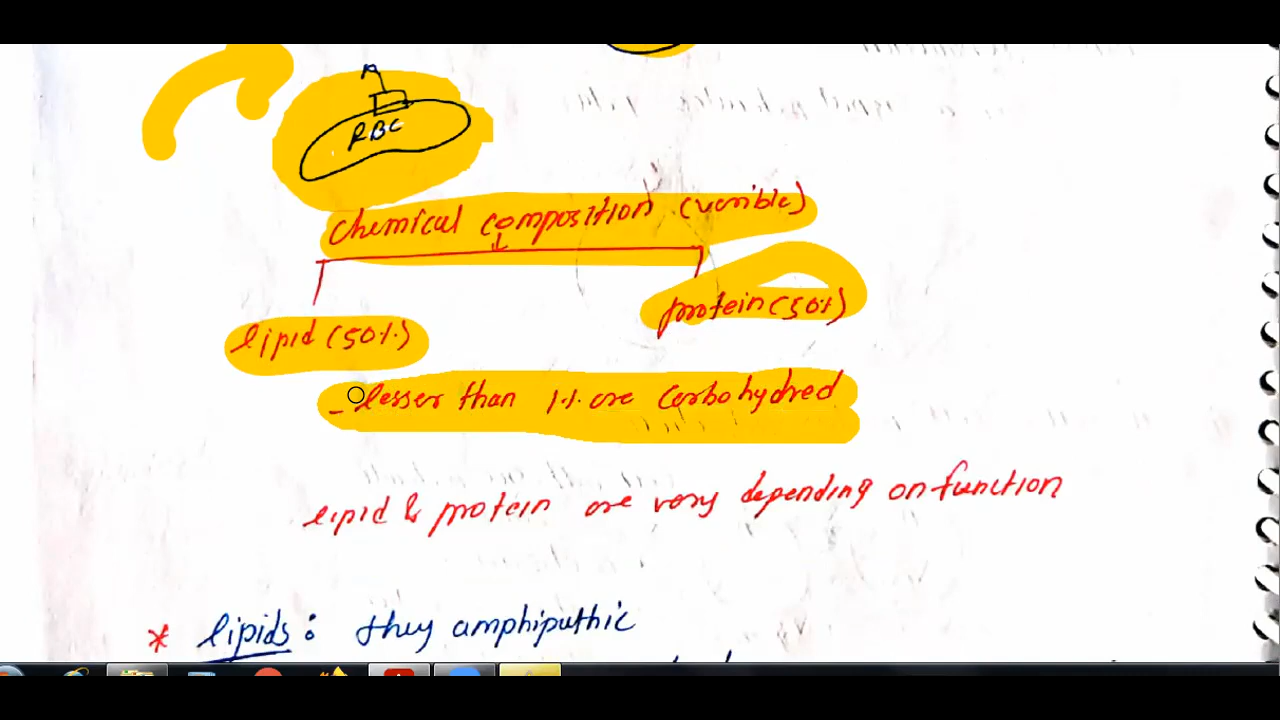 A
RBC
chemical composition (varible)
lipid (50%)
protein (50%)
- lesser than 1% are Carbohydred
lipid & protein are vary depending on function
* lipids : they amphipathic